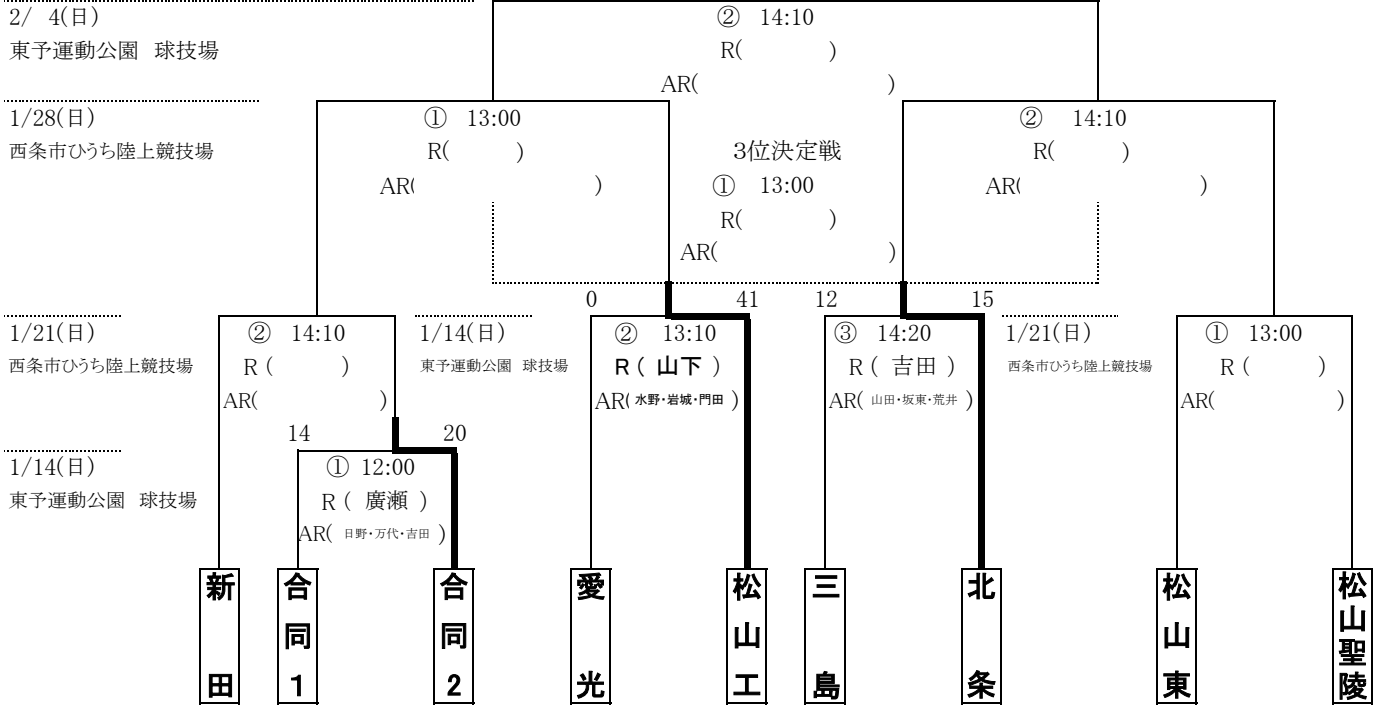 2/ 4(日)
② 14:10
東予運動公園 球技場
R( )
AR( )
1/28(日)
① 13:00
② 14:10
西条市ひうち陸上競技場
R( )
3位決定戦
R( )
AR( )
① 13:00
AR( )
R( )
AR( )
0 41 12 15
1/21(日)
② 14:10
1/14(日)
② 13:10
③ 14:20
1/21(日)
① 13:00
西条市ひうち陸上競技場
R ( )
東予運動公園 球技場
R ( 山下 )
R ( 吉田 )
西条市ひうち陸上競技場
R ( )
AR( )
AR( 水野・岩城・門田 )
AR( 山田・坂東・荒井 )
AR( )
14 20
1/14(日)
① 12:00
東予運動公園 球技場
R ( 廣瀬 )
AR( 日野・万代・吉田 )
新田
合同1
合同2
愛光
松山工
三島
北条
松山東
松山聖陵